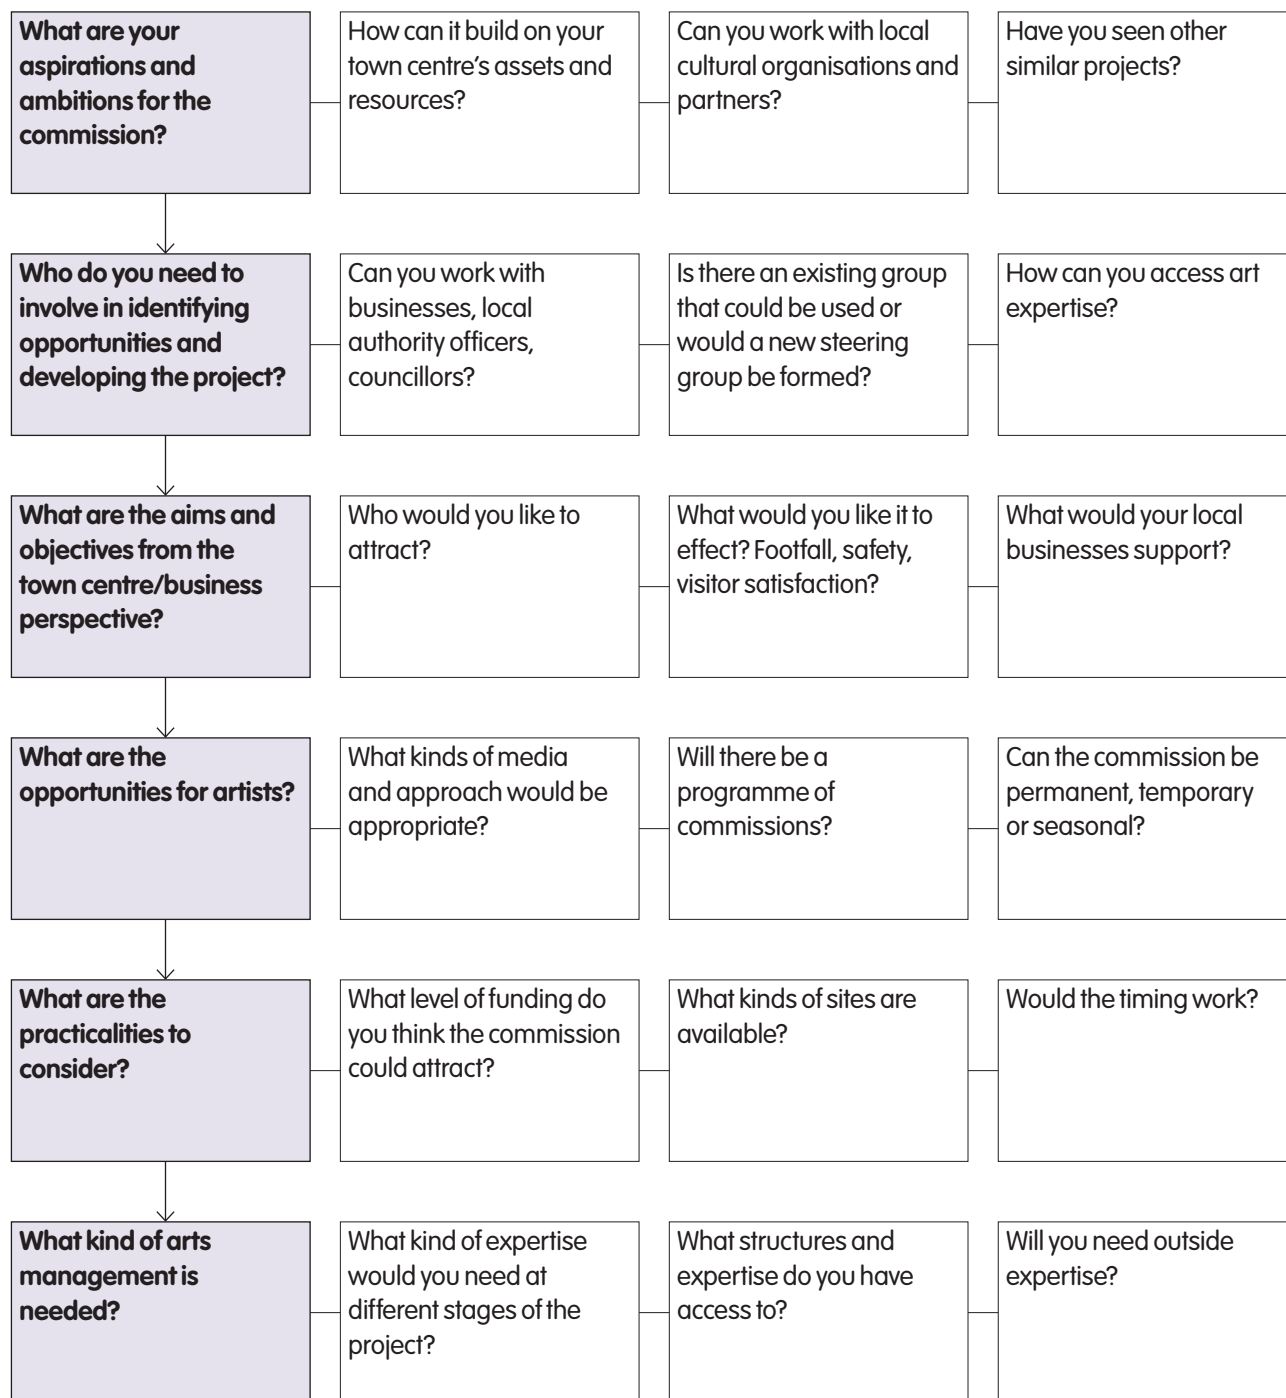 What are your
aspirations and
ambitions for the
commission?
How can it build on your
town centre’s assets and
resources?
Can you work with local
cultural organisations and
partners?
Have you seen other
similar projects?
Who do you need to
involve in identifying
opportunities and
developing the project?
Can you work with
businesses, local
authority officers,
councillors?
Is there an existing group
that could be used or
would a new steering
group be formed?
How can you access art
expertise?
What are the aims and
objectives from the
town centre/business
perspective?
Who would you like to
attract?
What would you like it to
effect? Footfall, safety,
visitor satisfaction?
What would your local
businesses support?
What are the
opportunities for artists?
What kinds of media
and approach would be
appropriate?
Will there be a
programme of
commissions?
Can the commission be
permanent, temporary
or seasonal?
What are the
practicalities to
consider?
What level of funding do
you think the commission
could attract?
What kinds of sites are
available?
Would the timing work?
What kind of arts
management is
needed?
What kind of expertise
would you need at
different stages of the
project?
What structures and
expertise do you have
access to?
Will you need outside
expertise?